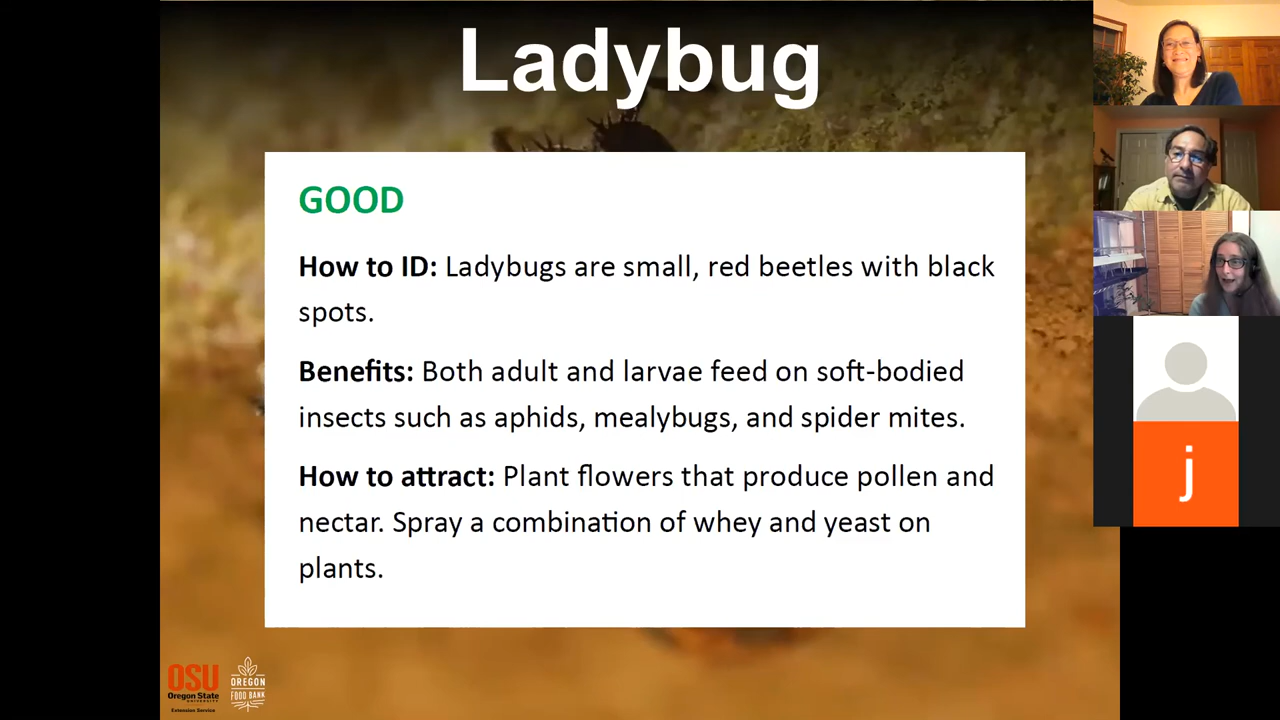 Ladybug
GOOD
How to ID: Ladybugs are small, red beetles with black
spots.
Benefits: Both adult and larvae feed on soft-bodied
insects such as aphids, mealybugs, and spider mites.
How to attract: Plant flowers that produce pollen and
nectar. Spray a combination of whey and yeast on
plants.
j
OSU
Oregon State
UNIVERSITY
Extension Service
OREGON
FOOD BANK